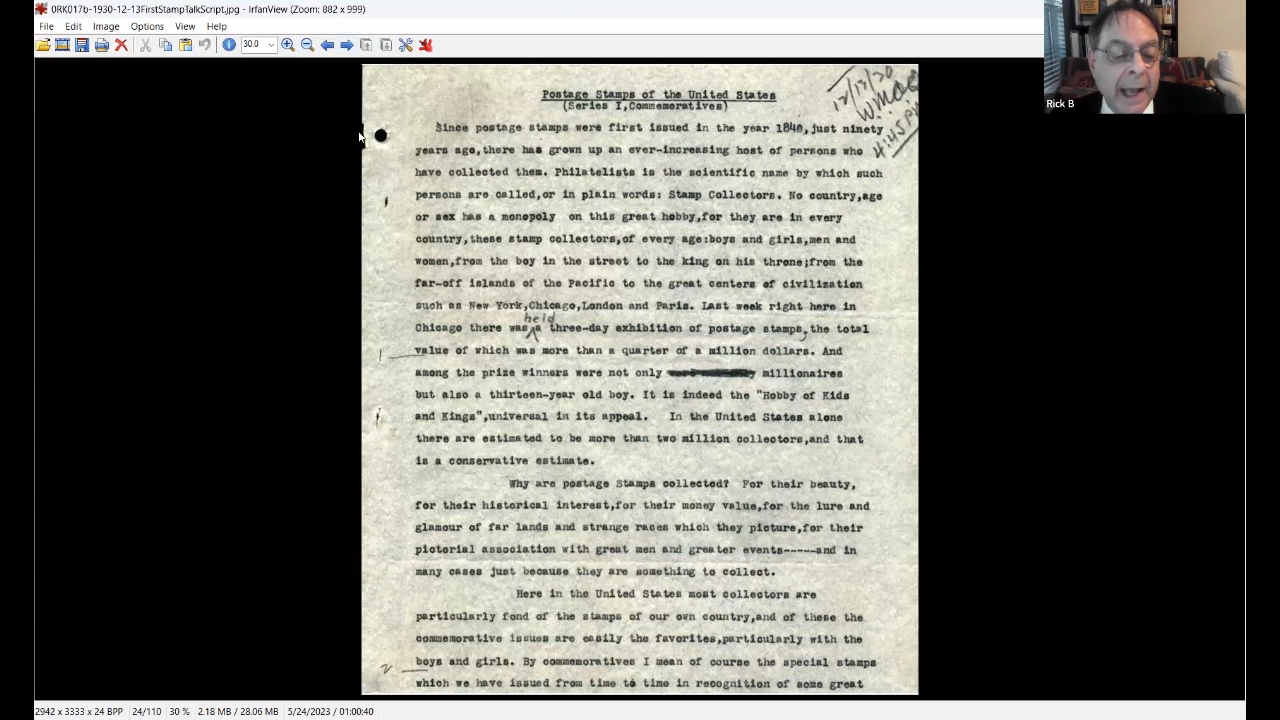 0RK017b-1930-12-13FirstStampTalkScript.jpg - IrfanView (Zoom: 882 x 999)
File Edit Image Options View Help
30.0
Rick B
12/13/30
W.M.A.Q.
4:45 P.M.
Postage Stamps of the United States
(Series I,Commemoratives)
Since postage stamps were first issued in the year 1840,just ninety
years ago,there has grown up an ever-increasing host of persons who
have collected them. Philatelists is the scientific name by which such
persons are called,or in plain words: Stamp Collectors. No country,age
or sex has a monopoly on this great hobby,for they are in every
country,these stamp collectors,of every age:boys and girls,men and
women,from the boy in the street to the king on his throne;from the
far-off islands of the Pacific to the great centers of civilization
such as New York,Chicago,London and Paris. Last week right here in
held
Chicago there was a three-day exhibition of postage stamps,the total
value of which was more than a quarter of a million dollars. And
among the prize winners were not only millionaires
but also a thirteen-year old boy. It is indeed the "Hobby of Kids
and Kings",universal in its appeal. In the United States alone
there are estimated to be more than two million collectors,and that
is a conservative estimate.
Why are postage Stamps collected? For their beauty,
for their historical interest,for their money value,for the lure and
glamour of far lands and strange races which they picture,for their
pictorial association with great men and greater events-----and in
many cases just because they are something to collect.
Here in the United States most collectors are
particularly fond of the stamps of our own country,and of these the
commemorative issues are easily the favorites,particularly with the
boys and girls. By commemoratives I mean of course the special stamps
2
which we have issued from time to time in recognition of some great
2942 x 3333 x 24 BPP 24/110 30 % 2.18 MB / 28.06 MB 5/24/2023 / 01:00:40